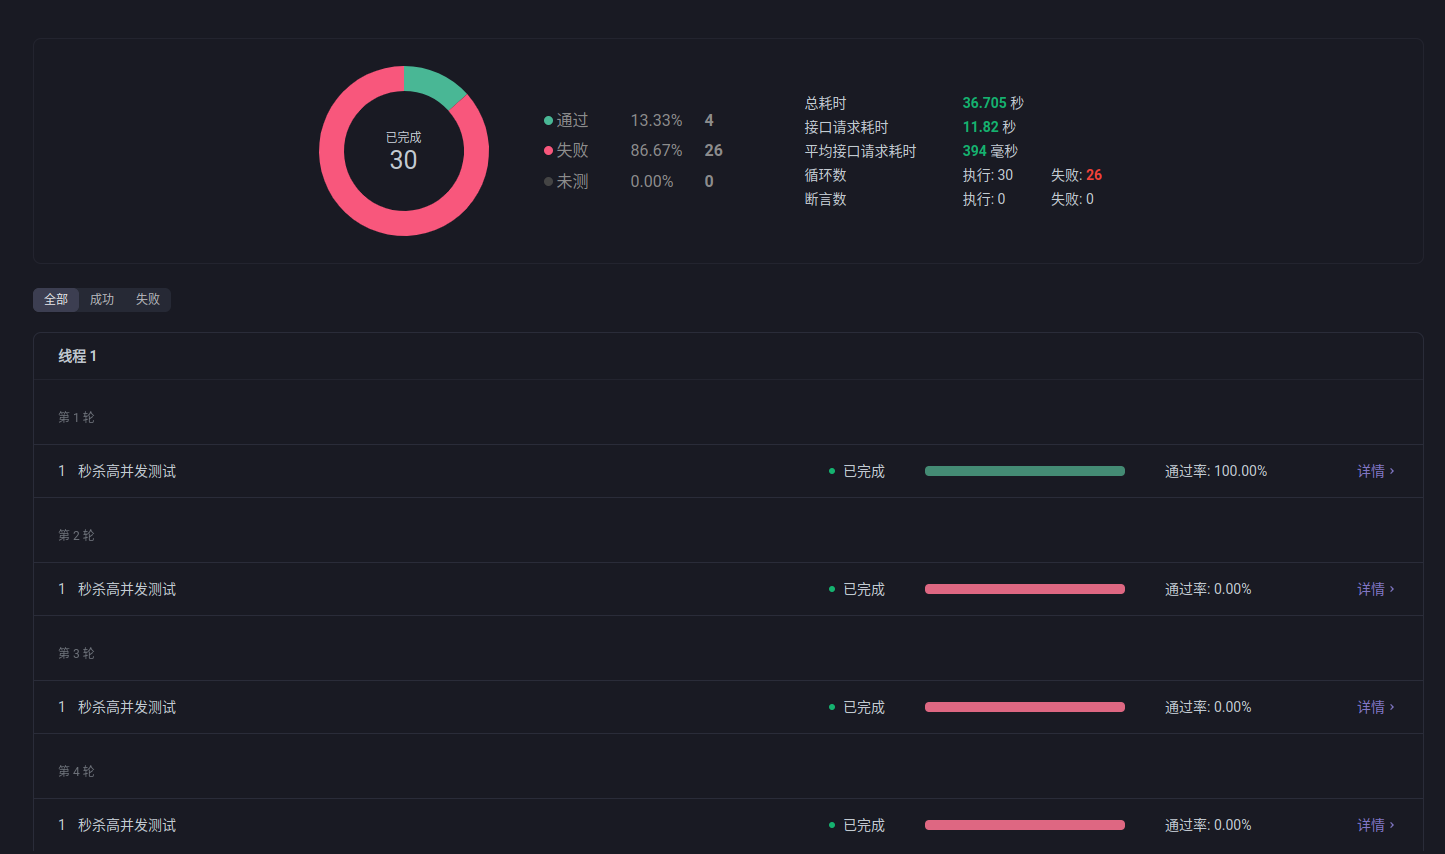 已完成
30
通过 13.33% 4
失败 86.67% 26
未测 0.00% 0
总耗时 36.705 秒
接口请求耗时 11.82 秒
平均接口请求耗时 394 毫秒
循环数 执行: 30 失败: 26
断言数 执行: 0 失败: 0
全部 成功 失败
线程 1
第 1 轮
1 秒杀高并发测试 已完成 通过率: 100.00% 详情 ›
第 2 轮
1 秒杀高并发测试 已完成 通过率: 0.00% 详情 ›
第 3 轮
1 秒杀高并发测试 已完成 通过率: 0.00% 详情 ›
第 4 轮
1 秒杀高并发测试 已完成 通过率: 0.00% 详情 ›